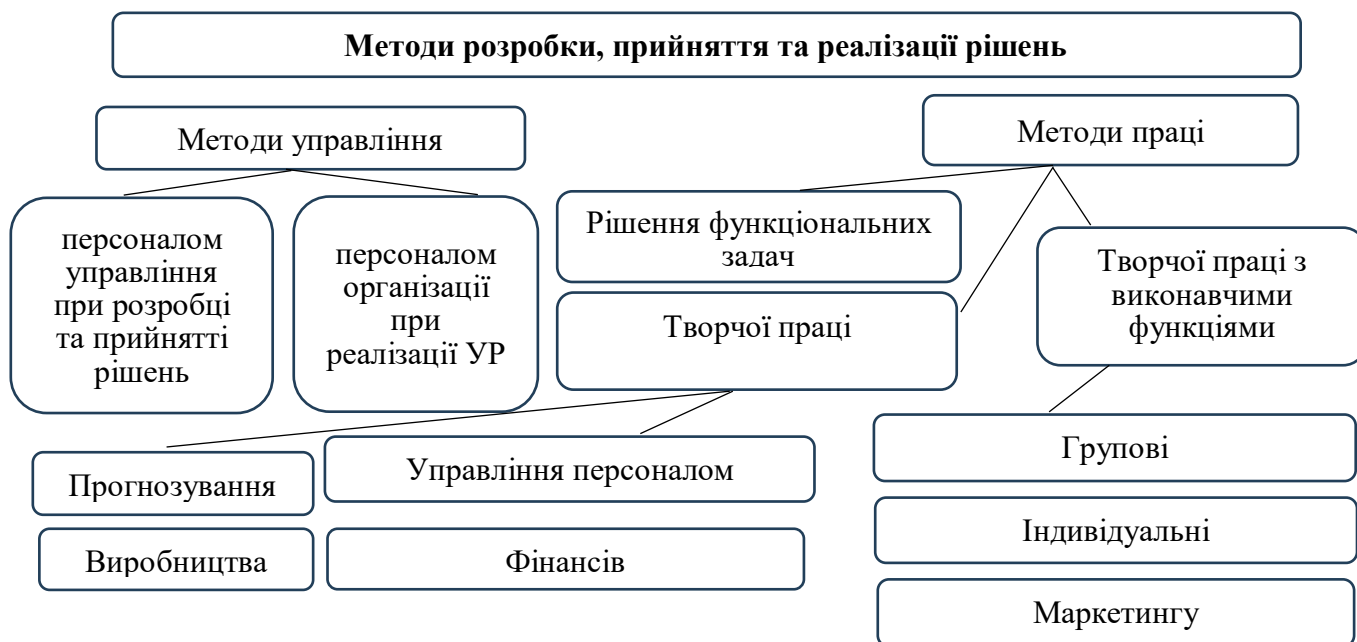 Методи розробки, прийняття та реалізації рішень
Методи управління
Методи праці
персоналом
управління
при розробці
та прийнятті
рішень
персоналом
організації
при
реалізації УР
Рішення функціональних
задач
Творчої праці
Творчої праці з
виконавчими
функціями
Прогнозування
Управління персоналом
Виробництва
Фінансів
Групові
Індивідуальні
Маркетингу